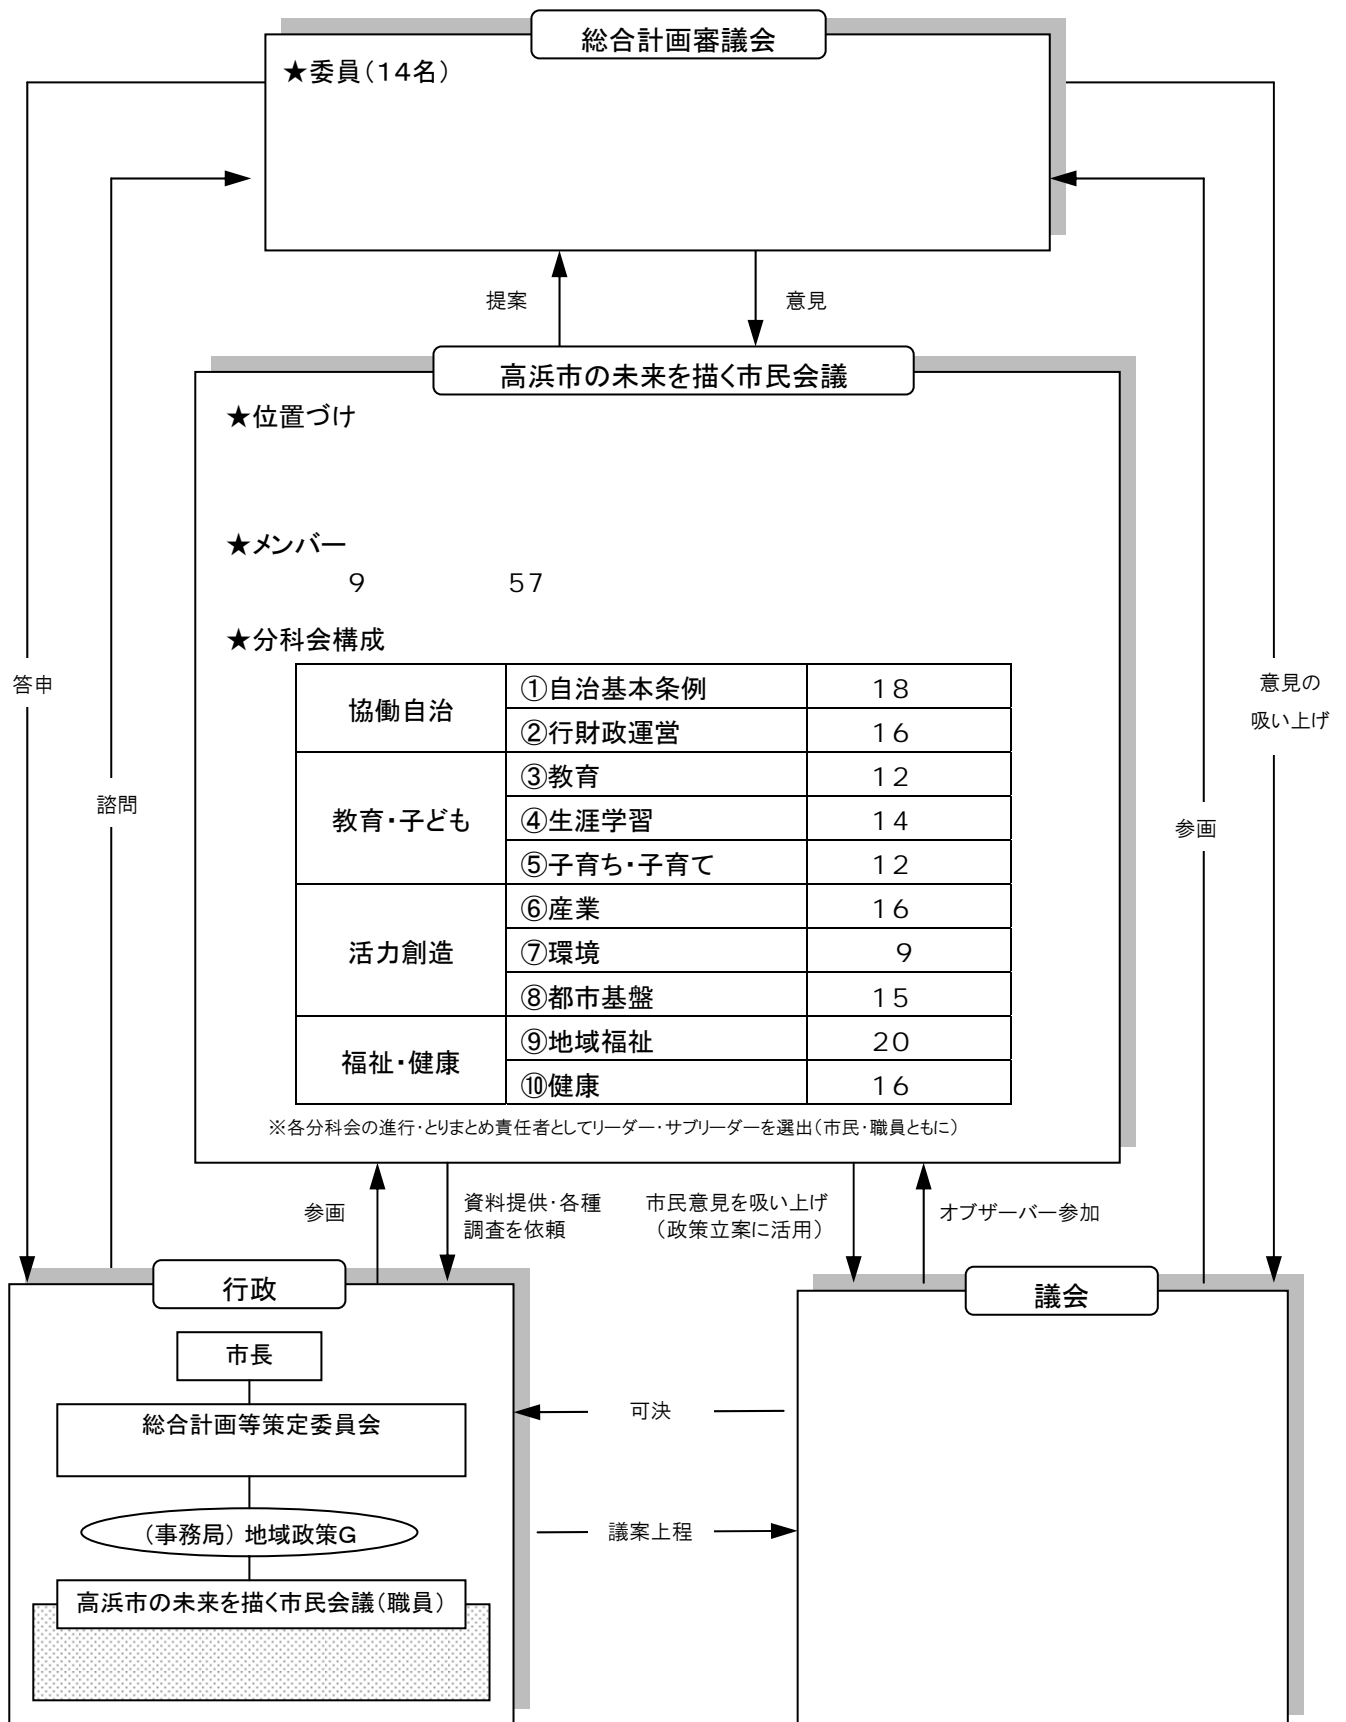 総合計画審議会
★委員(14名)
提案
意見
高浜市の未来を描く市民会議
★位置づけ
★メンバー
9 57
★分科会構成
協働自治
①自治基本条例 18
②行財政運営 16
教育・子ども
③教育 12
④生涯学習 14
⑤子育ち・子育て 12
活力創造
⑥産業 16
⑦環境 9
⑧都市基盤 15
福祉・健康
⑨地域福祉 20
⑩健康 16
※各分科会の進行・とりまとめ責任者としてリーダー・サブリーダーを選出(市民・職員ともに)
答申
諮問
意見の
吸い上げ
参画
参画
資料提供・各種
調査を依頼
市民意見を吸い上げ
(政策立案に活用)
オブザーバー参加
行政
市長
総合計画等策定委員会
(事務局)地域政策G
高浜市の未来を描く市民会議(職員)
可決
議案上程
議会